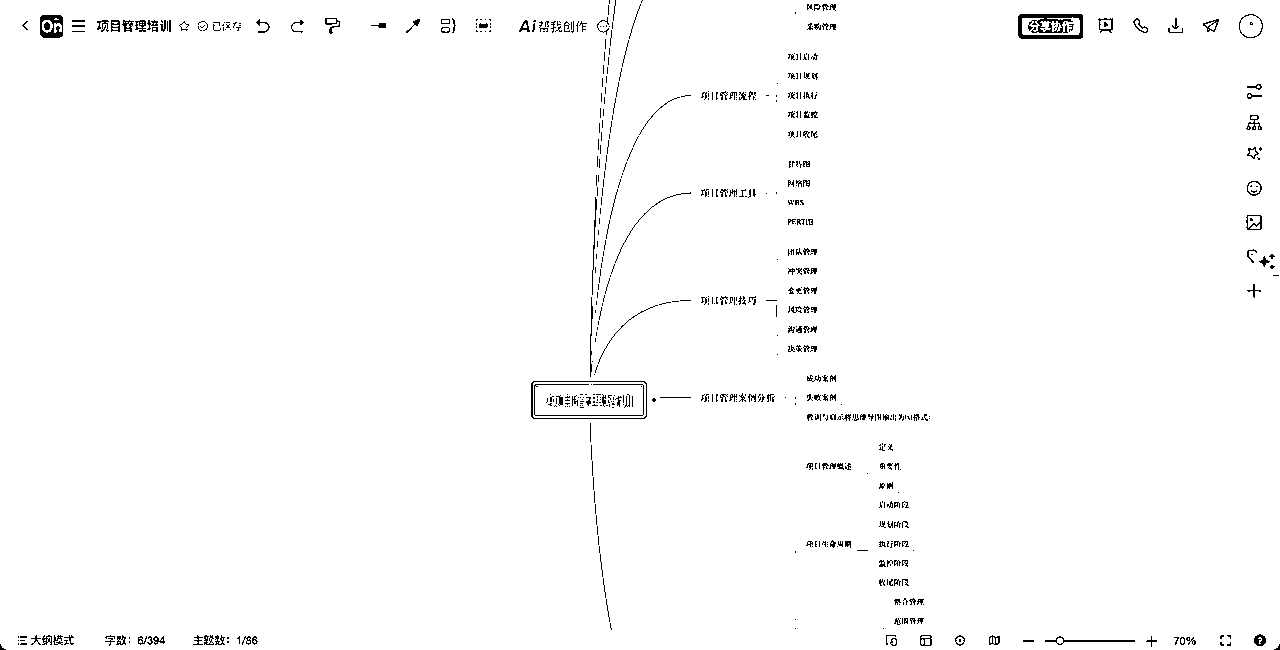 On 项目管理培训 已保存 Ai 帮我创作 分享协作
风险管理
采购管理
项目启动
项目规划
项目管理流程
项目执行
项目监控
项目收尾
甘特图
项目管理工具
网络图
WBS
PERT图
团队管理
冲突管理
变更管理
项目管理技巧
风险管理
沟通管理
决策管理
成功案例
项目管理案例分析
失败案例
教训与启示将思维导图输出为md格式:
定义
项目管理概述
重要性
原则
启动阶段
规划阶段
项目生命周期
执行阶段
监控阶段
收尾阶段
整合管理
范围管理
大纲模式 字数: 6/394 主题数: 1/86 70%